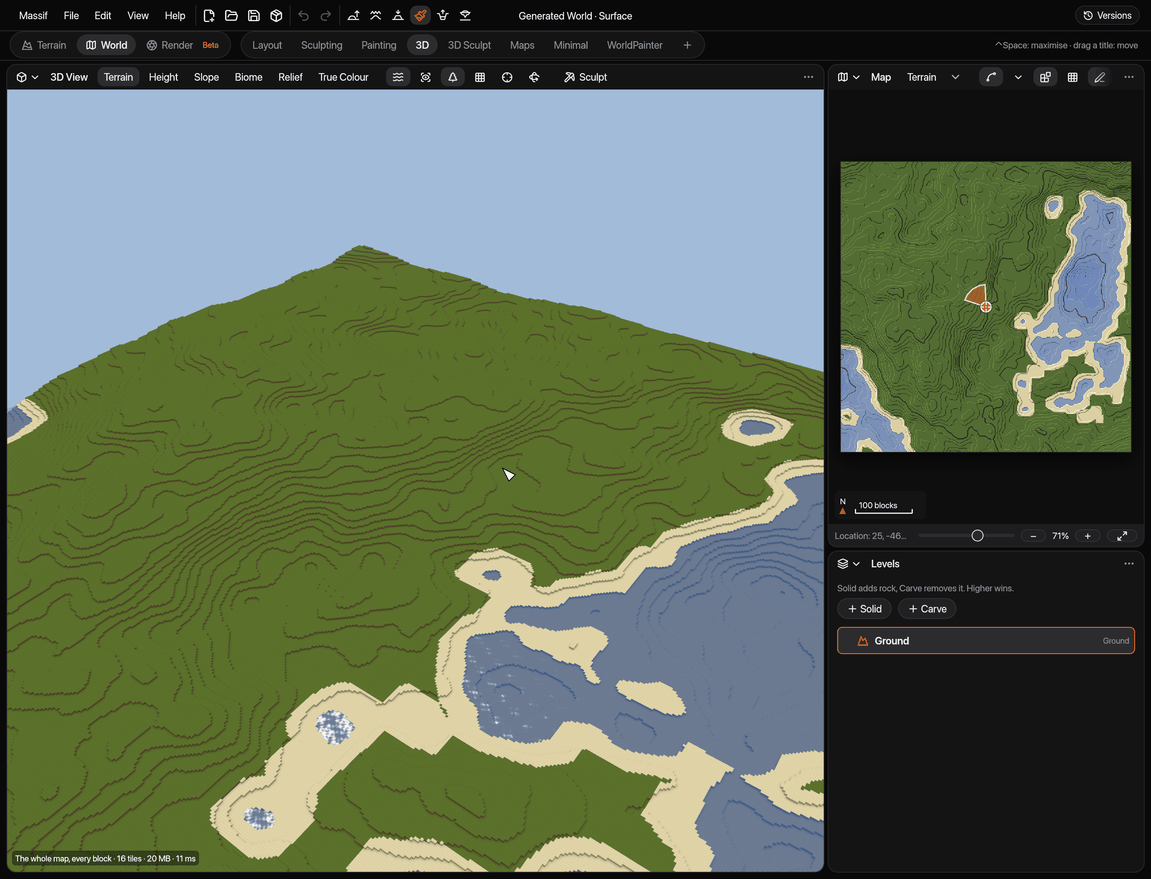 Massif File Edit View Help Generated World · Surface Versions
Terrain World Render Beta Layout Sculpting Painting 3D 3D Sculpt Maps Minimal WorldPainter + ^Space: maximise · drag a title: move
3D View Terrain Height Slope Biome Relief True Colour Sculpt
Map Terrain
N
100 blocks
Location: 25, -46... 71%
Levels
Solid adds rock, Carve removes it. Higher wins.
+ Solid + Carve
Ground Ground
The whole map, every block · 16 tiles · 20 MB · 11 ms